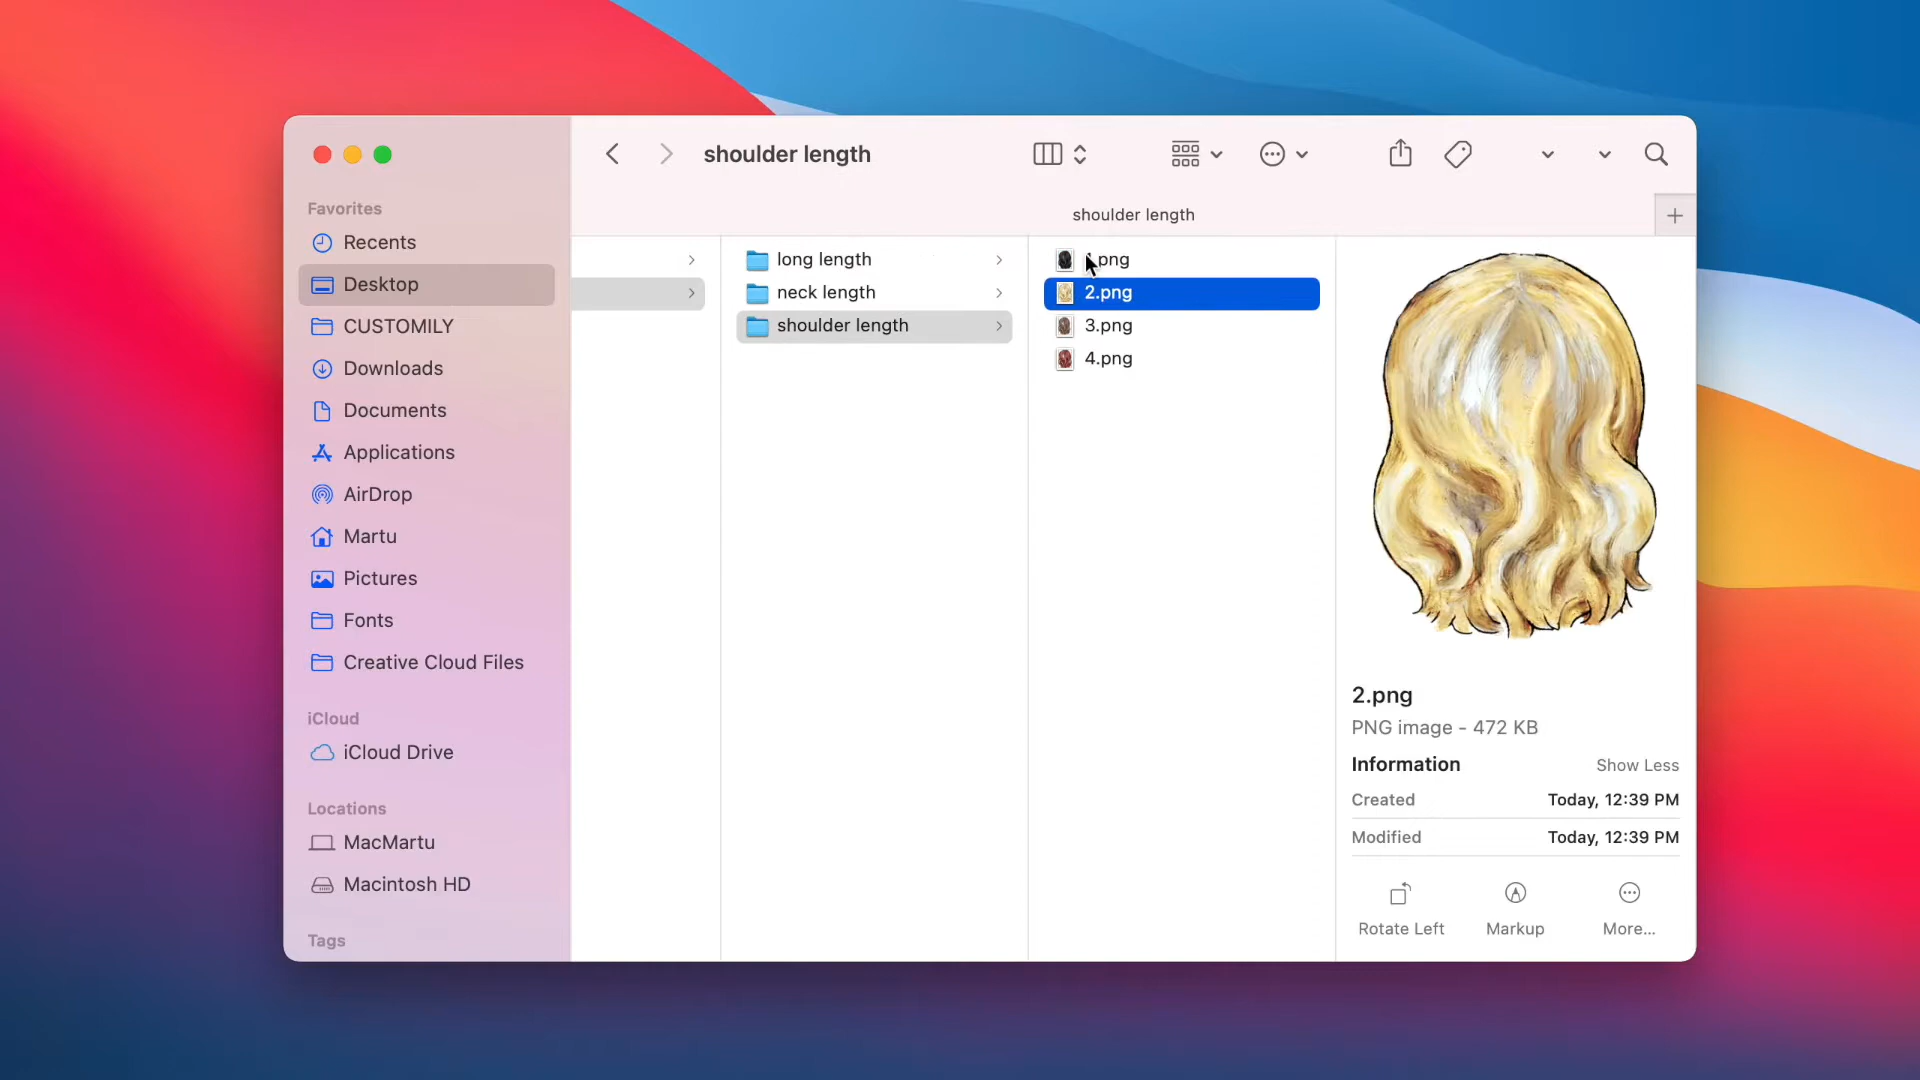 shoulder length
shoulder length
Favorites
Recents
Desktop
CUSTOMILY
Downloads
Documents
Applications
AirDrop
Martu
Pictures
Fonts
Creative Cloud Files
iCloud
iCloud Drive
Locations
MacMartu
Macintosh HD
Tags
long length
neck length
shoulder length
.png
2.png
3.png
4.png
2.png
PNG image - 472 KB
Information Show Less
Created Today, 12:39 PM
Modified Today, 12:39 PM
Rotate Left Markup More...